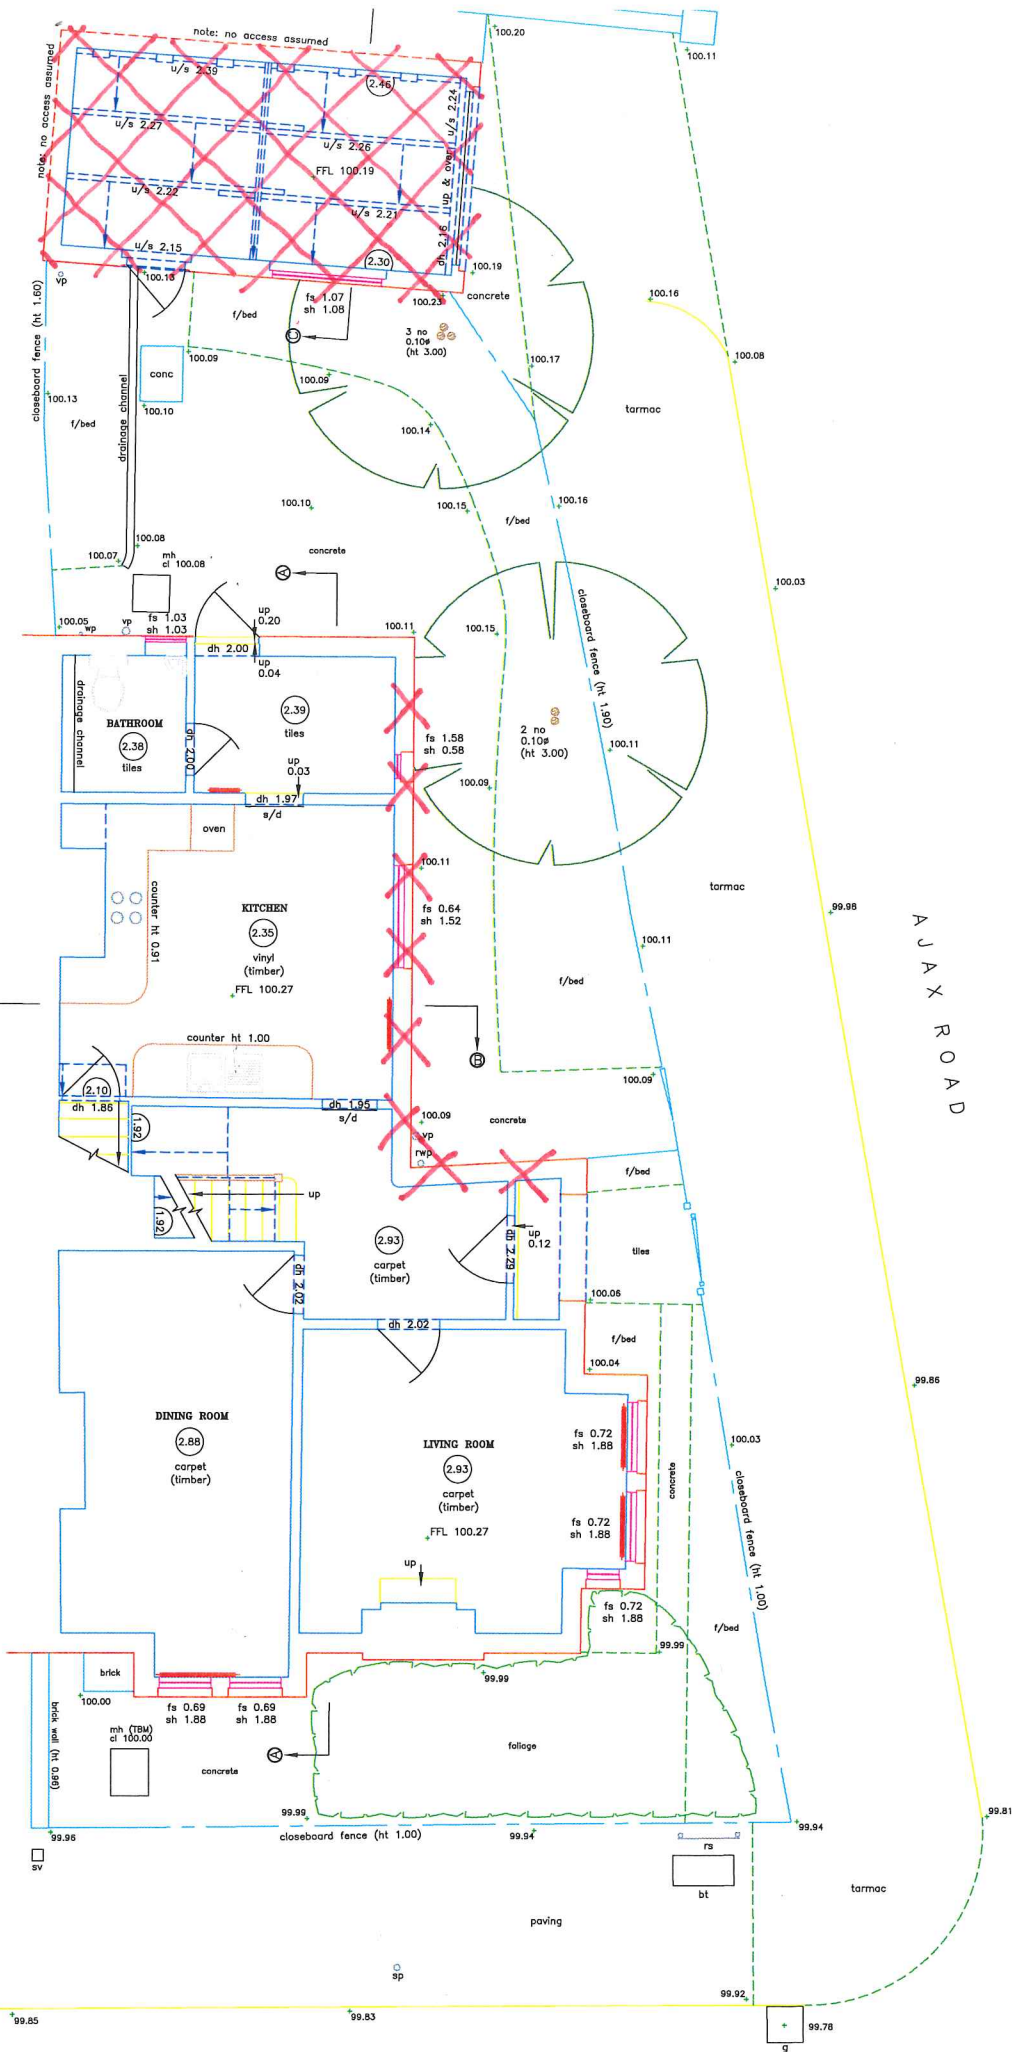 note: no access assumed
100.20
100.11
note: no access assumed
u/s 2.39
2.46
u/s 2.24
u/s 2.27
u/s 2.26
FFL 100.19
up & over
u/s 2.22
u/s 2.21
dh 2.16
u/s 2.15
2.30
100.13
100.19
vp
closeboard fence (ht 1.60)
fs 1.07
sh 1.08
100.23
concrete
100.16
f/bed
C
3 no
0.10ø
(ht 3.00)
100.09
100.17
100.08
conc
100.09
100.13
100.10
f/bed
drainage channel
100.14
tarmac
100.10
100.15
100.16
f/bed
100.08
100.07
concrete
mh
cl 100.08
A
100.03
closeboard fence (ht 1.90)
100.05
wp
vp
fs 1.03
sh 1.03
up
0.20
100.11
100.15
dh 2.00
up
0.04
drainage channel
BATHROOM
2.38
tiles
dh 2.00
2.39
tiles
fs 1.58
sh 0.58
2 no
0.10ø
(ht 3.00)
100.11
up
0.03
100.09
dh 1.97
s/d
oven
100.11
tarmac
counter ht 0.91
KITCHEN
2.35
vinyl
(timber)
fs 0.64
sh 1.52
99.98
AJAX ROAD
100.11
FFL 100.27
f/bed
counter ht 1.00
B
100.09
2.10
dh 1.86
1.92
dh 1.95
s/d
100.09
concrete
vp
rwp
f/bed
up
1.92
2.93
carpet
(timber)
up
0.12
dh 2.29
tiles
dh 2.02
100.06
dh 2.02
f/bed
100.04
99.86
DINING ROOM
2.88
carpet
(timber)
LIVING ROOM
2.93
carpet
(timber)
fs 0.72
sh 1.88
100.03
concrete
closeboard fence (ht 1.00)
fs 0.72
sh 1.88
FFL 100.27
up
fs 0.72
sh 1.88
f/bed
99.99
brick
99.99
100.00
fs 0.69
sh 1.88
fs 0.69
sh 1.88
brick wall (ht 0.96)
mh (TBM)
cl 100.00
A
foliage
concrete
99.99
99.81
99.96
closeboard fence (ht 1.00)
99.94
99.94
rs
sv
bt
tarmac
paving
sp
99.92
99.85
99.83
99.78
g